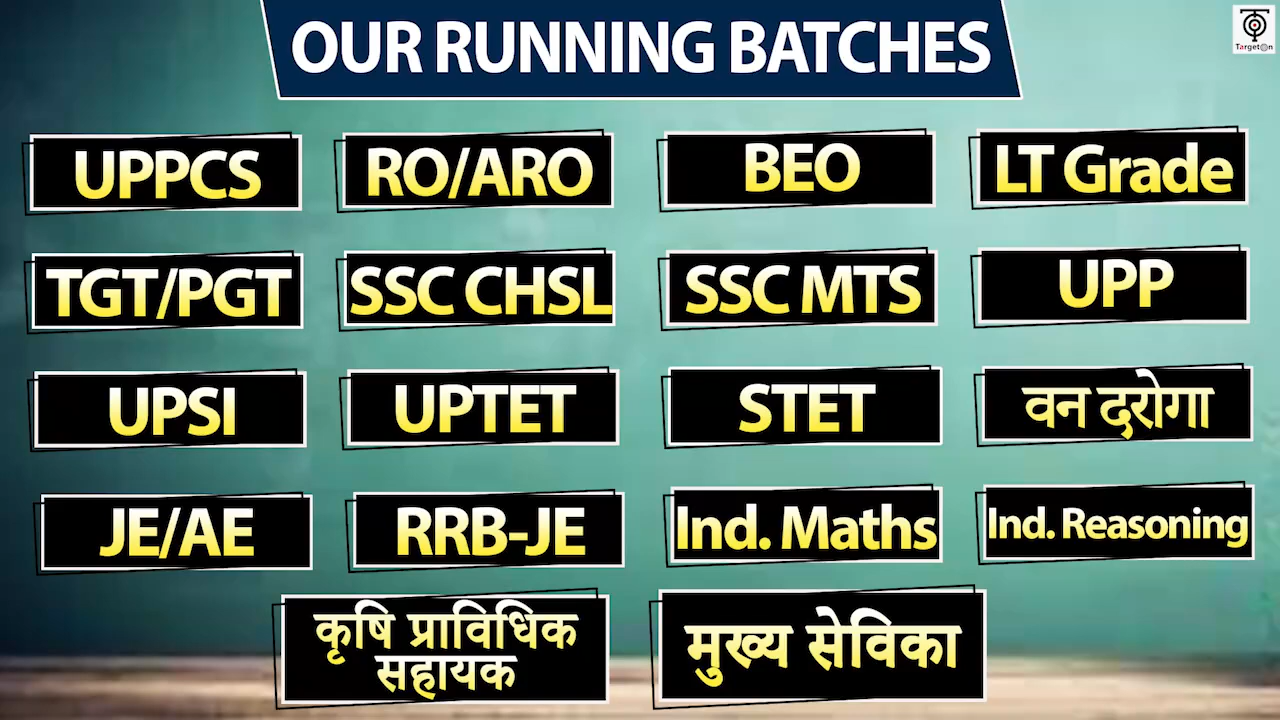 OUR RUNNING BATCHES
TargetOn
UPPCS
RO/ARO
BEO
LT Grade
TGT/PGT
SSC CHSL
SSC MTS
UPP
UPSI
UPTET
STET
वन दरोगा
JE/AE
RRB-JE
Ind. Maths
Ind. Reasoning
कृषि प्राविधिक
सहायक
मुख्य सेविका